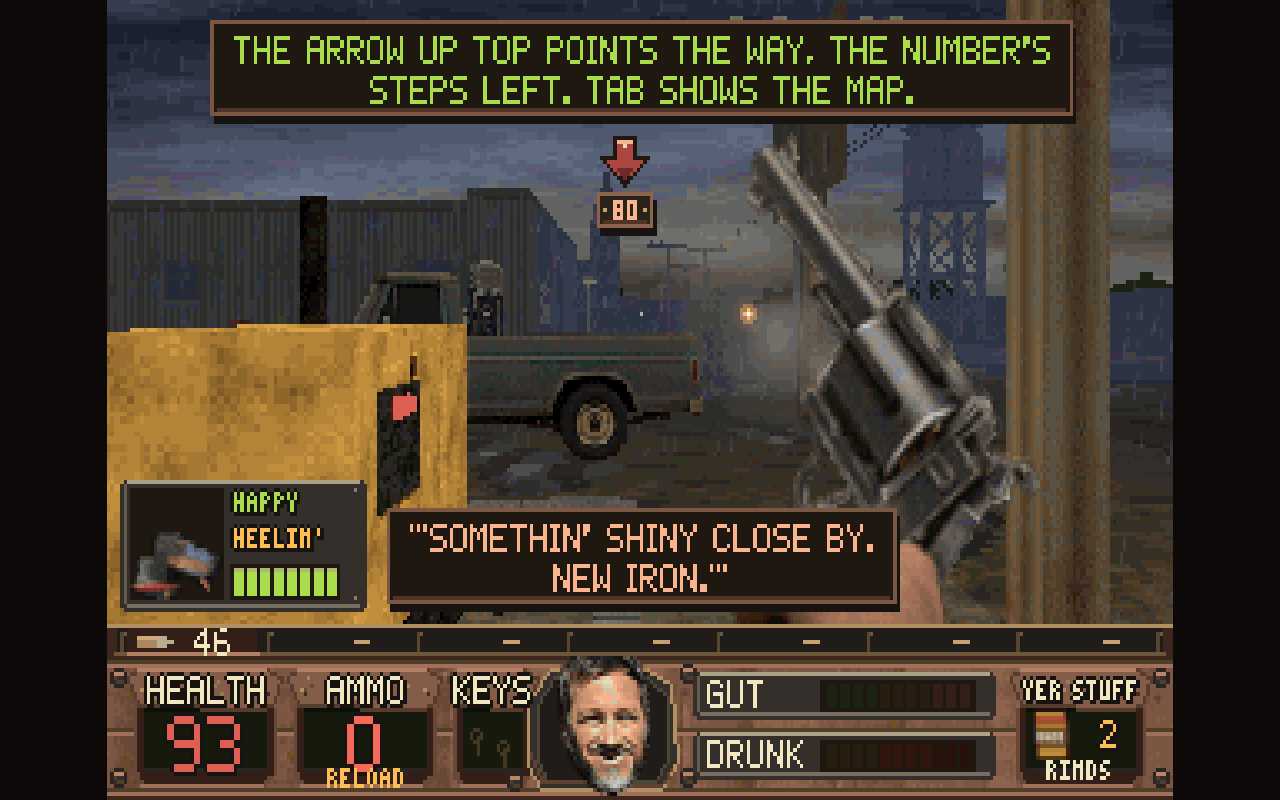 THE ARROW UP TOP POINTS THE WAY. THE NUMBER'S
STEPS LEFT. TAB SHOWS THE MAP.
80
HAPPY
HEELIN'
"'SOMETHIN' SHINY CLOSE BY.
NEW IRON.'"
46
HEALTH
93
AMMO
0
RELOAD
KEYS
GUT
DRUNK
YER STUFF
2
RINDS